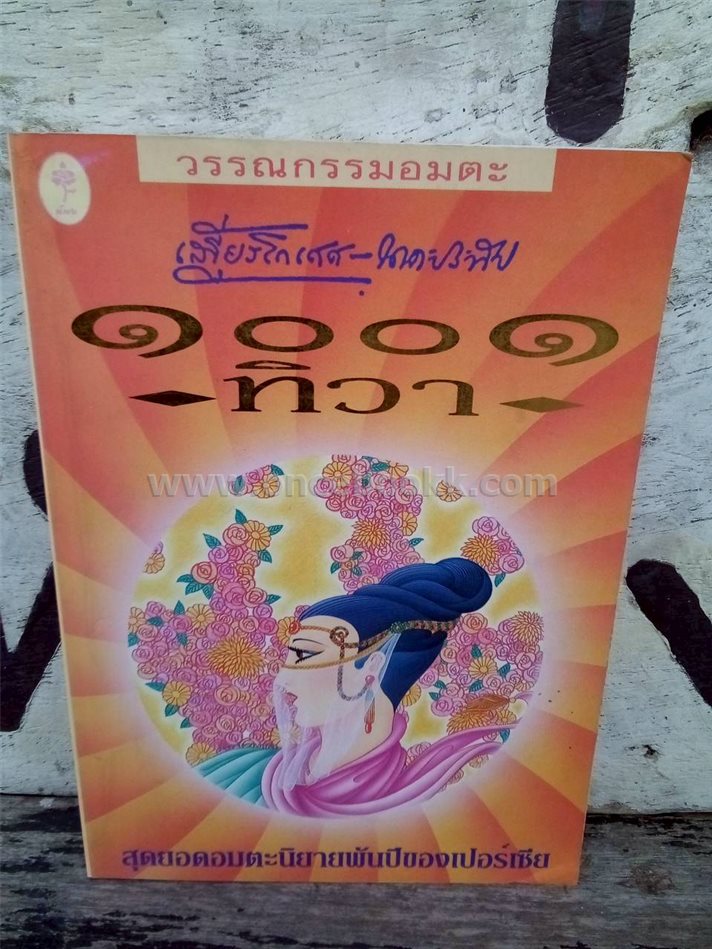 วรรณกรรมอมตะ
เสฐียรโกเศศ-นาคะประทีป
๑๐๐๑
ทิวา
สุดยอดอมตะนิยายพันปีของเปอร์เซีย